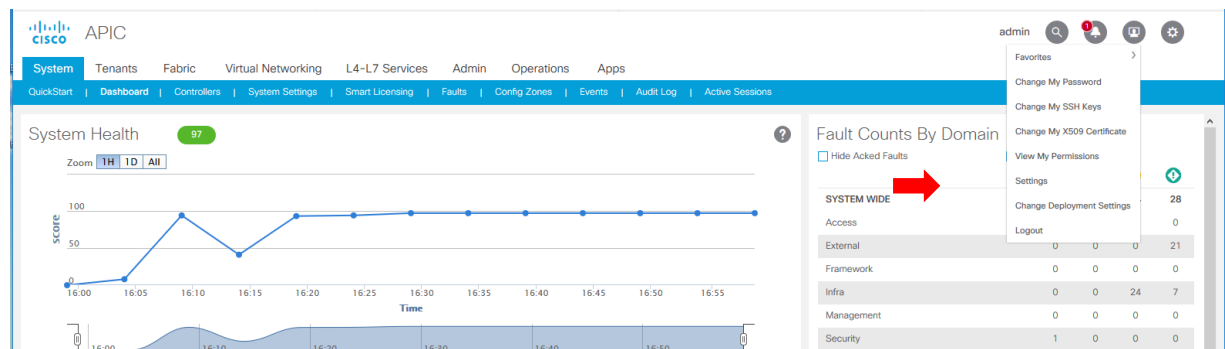 CISCO APIC admin 1
System Tenants Fabric Virtual Networking L4-L7 Services Admin Operations Apps
QuickStart | Dashboard | Controllers | System Settings | Smart Licensing | Faults | Config Zones | Events | Audit Log | Active Sessions
Favorites
Change My Password
Change My SSH Keys
Change My X509 Certificate
View My Permissions
Settings
Change Deployment Settings
Logout
System Health 97 ?
Zoom 1H 1D All
100
50
0
score
16:00 16:05 16:10 16:15 16:20 16:25 16:30 16:35 16:40 16:45 16:50 16:55
Time
16:00 16:10 16:20 16:30 16:40 16:50
Fault Counts By Domain
Hide Acked Faults
SYSTEM WIDE 28
Access 0
External 0 0 0 21
Framework 0 0 0 0
Infra 0 0 24 7
Management 0 0 0 0
Security 1 0 0 0